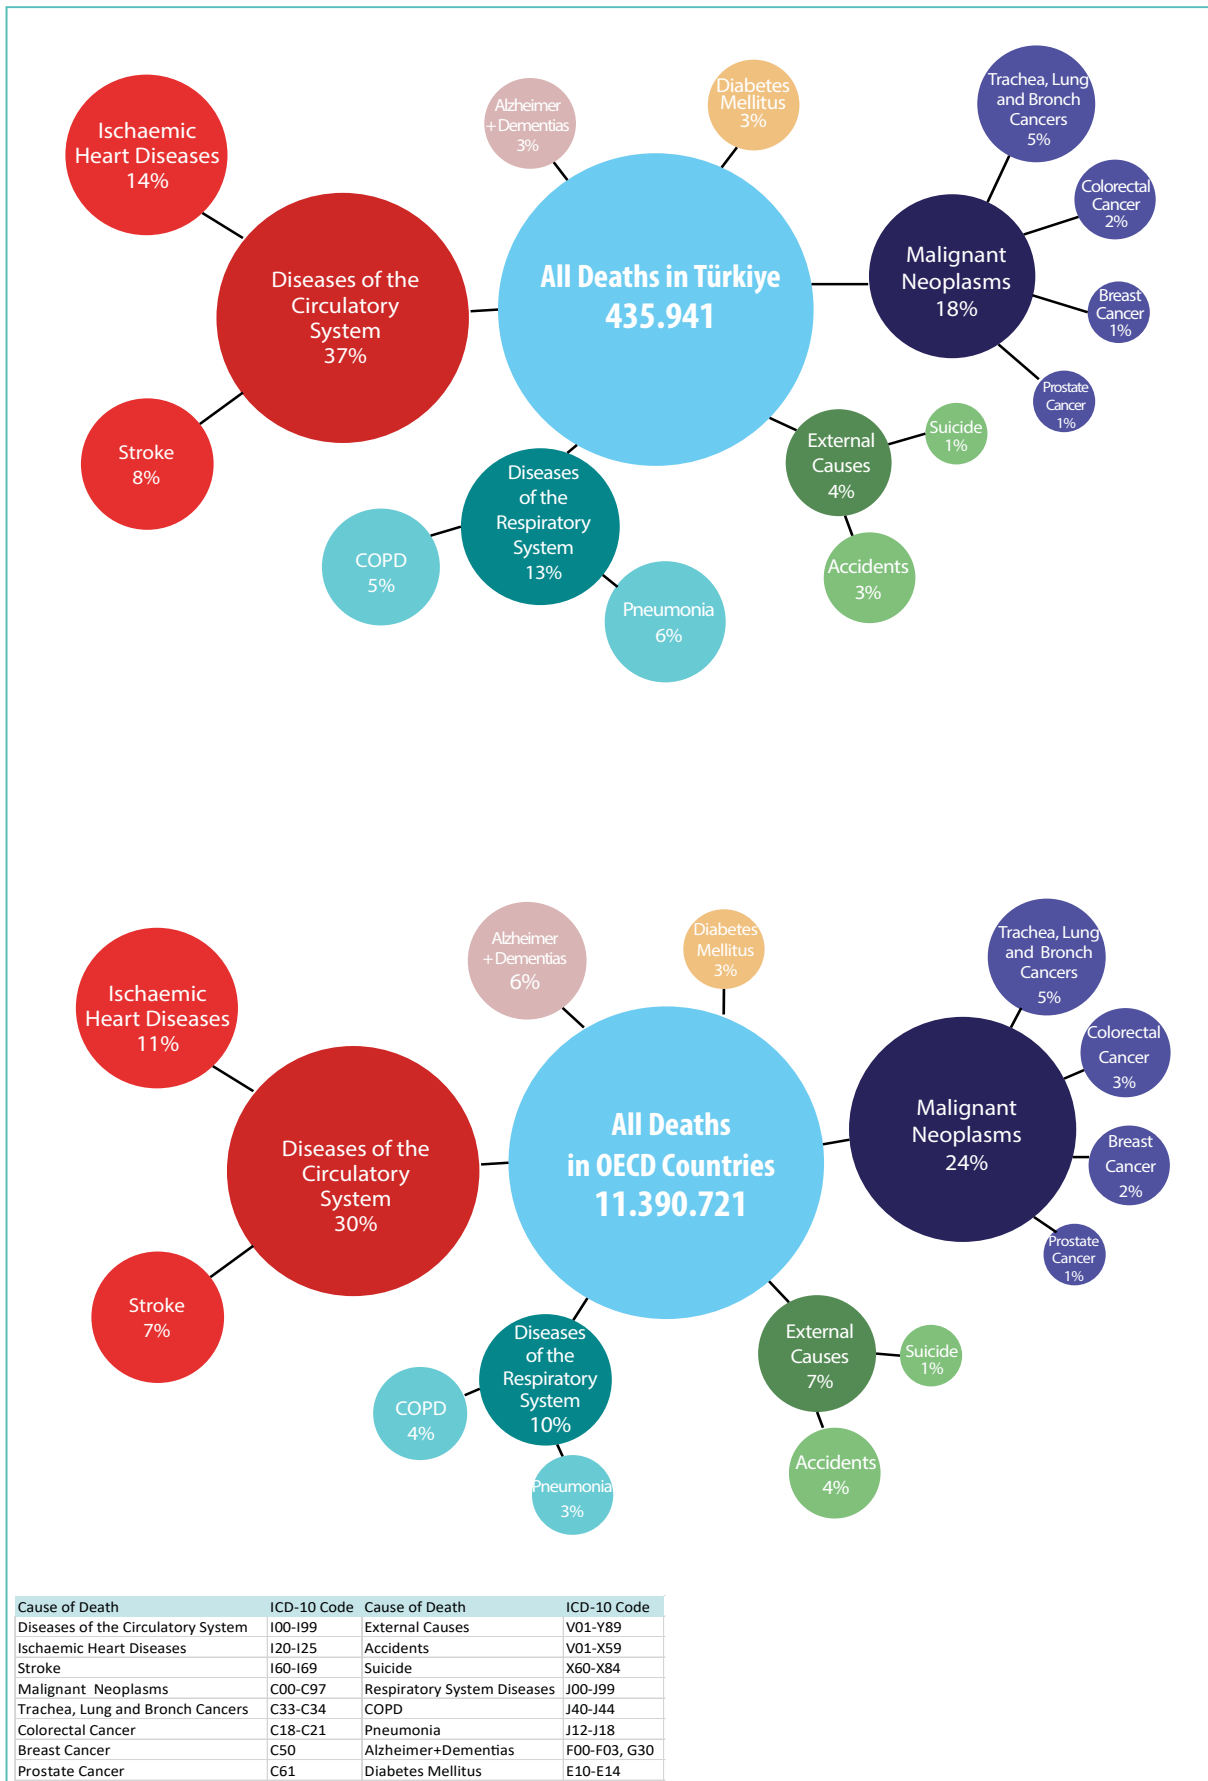 Ischaemic
Heart Diseases
14%
Alzheimer
+ Dementias
3%
Diabetes
Mellitus
3%
Trachea, Lung
and Bronch
Cancers
5%
Colorectal
Cancer
2%
Diseases of the
Circulatory
System
37%
All Deaths in Türkiye
435.941
Malignant
Neoplasms
18%
Breast
Cancer
1%
Prostate
Cancer
1%
Stroke
8%
Diseases
of the
Respiratory
System
13%
External
Causes
4%
Suicide
1%
COPD
5%
Pneumonia
6%
Accidents
3%
Ischaemic
Heart Diseases
11%
Alzheimer
+ Dementias
6%
Diabetes
Mellitus
3%
Trachea, Lung
and Bronch
Cancers
5%
Colorectal
Cancer
3%
Diseases of the
Circulatory
System
30%
All Deaths
in OECD Countries
11.390.721
Malignant
Neoplasms
24%
Breast
Cancer
2%
Prostate
Cancer
1%
Stroke
7%
Diseases
of the
Respiratory
System
10%
External
Causes
7%
Suicide
1%
COPD
4%
Pneumonia
3%
Accidents
4%
Cause of Death ICD-10 Code Cause of Death ICD-10 Code
Diseases of the Circulatory System I00-I99 External Causes V01-Y89
Ischaemic Heart Diseases I20-I25 Accidents V01-X59
Stroke I60-I69 Suicide X60-X84
Malignant Neoplasms C00-C97 Respiratory System Diseases J00-J99
Trachea, Lung and Bronch Cancers C33-C34 COPD J40-J44
Colorectal Cancer C18-C21 Pneumonia J12-J18
Breast Cancer C50 Alzheimer+Dementias F00-F03, G30
Prostate Cancer C61 Diabetes Mellitus E10-E14